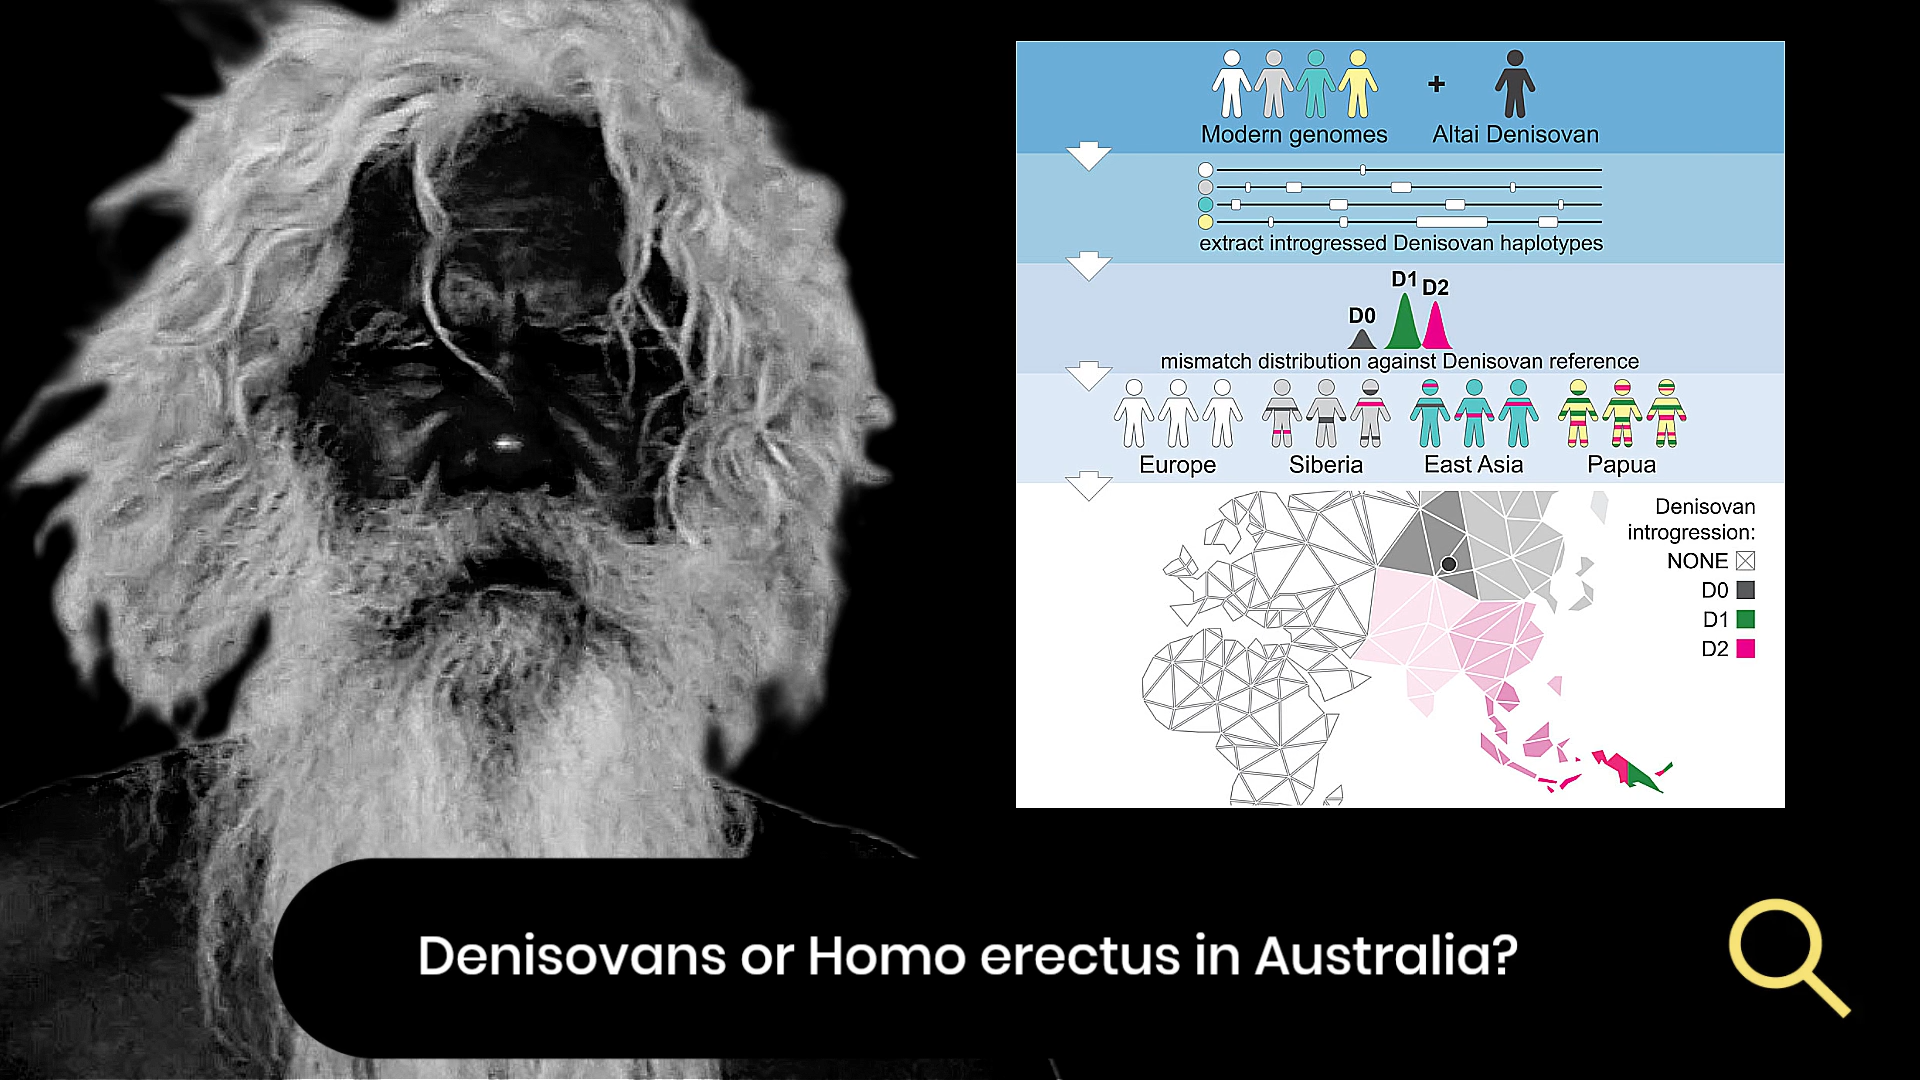 +
Modern genomes Altai Denisovan
extract introgressed Denisovan haplotypes
D1 D2
D0
mismatch distribution against Denisovan reference
Europe Siberia East Asia Papua
Denisovan
introgression:
NONE
D0
D1
D2
Denisovans or Homo erectus in Australia?